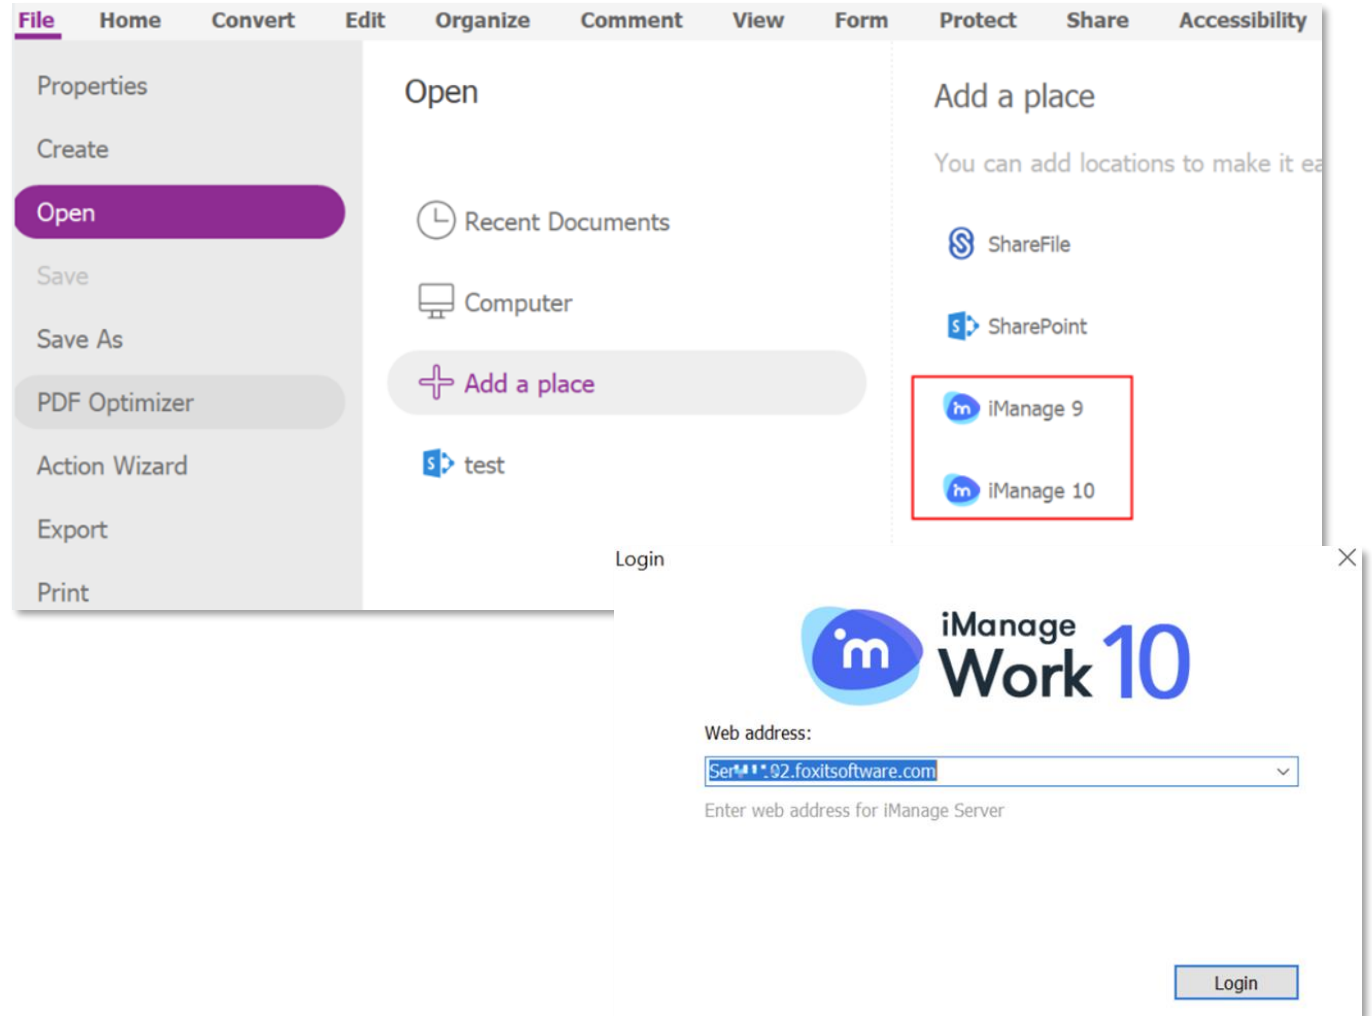 File Home Convert Edit Organize Comment View Form Protect Share Accessibility
Properties
Create
Open
Save
Save As
PDF Optimizer
Action Wizard
Export
Print
Open
Recent Documents
Computer
Add a place
test
Add a place
You can add locations to make it
ShareFile
SharePoint
iManage 9
iManage 10
Login
iManage
Work 10
Web address:
.foxitsoftware.com
Enter web address for iManage Server
Login